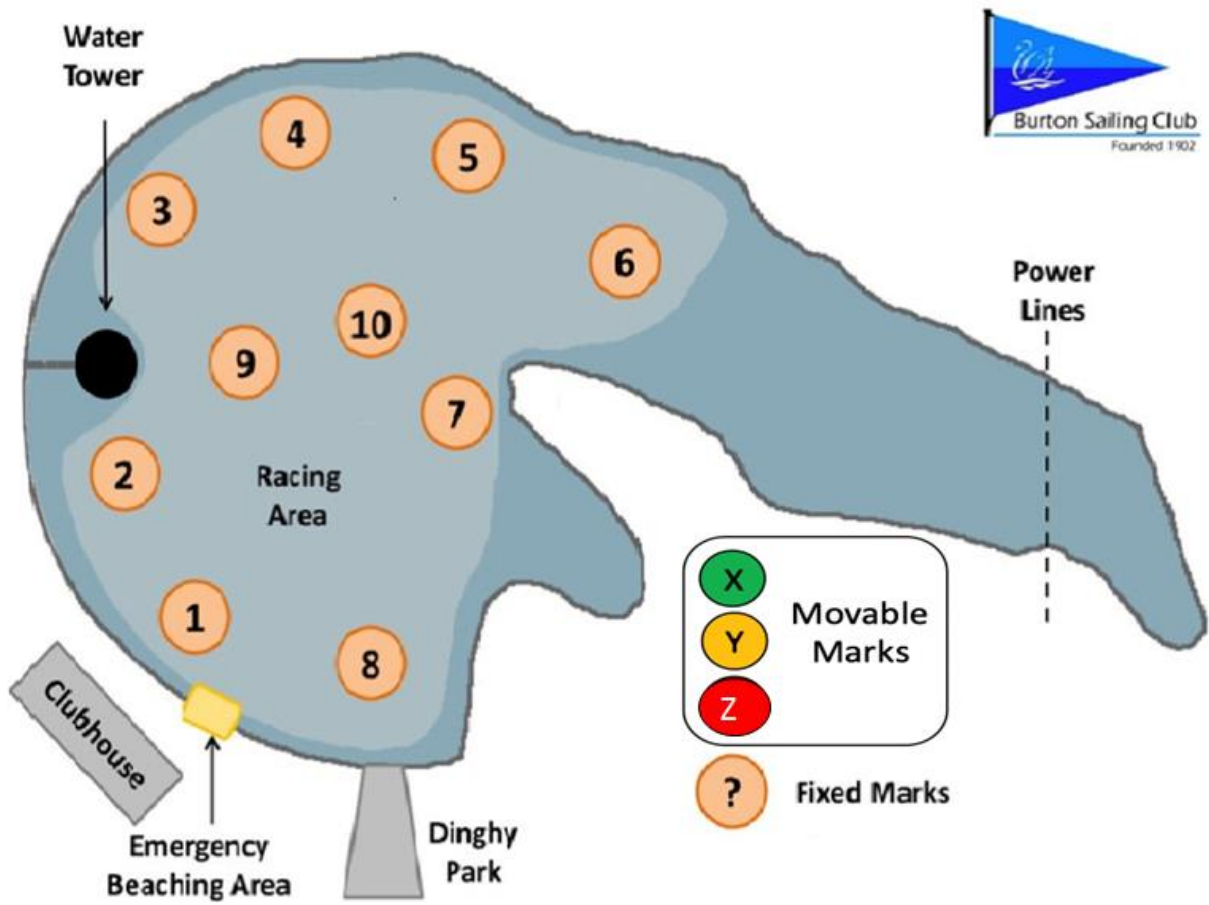 Water
Tower
Burton Sailing Club
Founded 1902
4
5
3
6
Power
Lines
10
9
7
2
Racing
Area
X
Y
Z
Movable
Marks
1
8
Clubhouse
?
Fixed Marks
Emergency
Beaching Area
Dinghy
Park